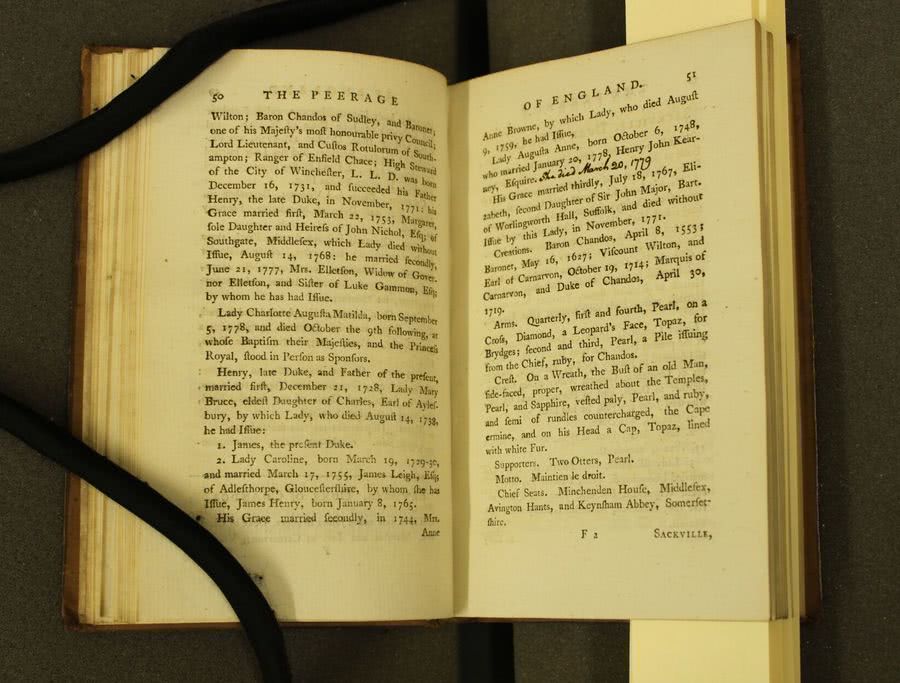 50 THE PEERAGE
Wilton; Baron Chandos of Sudley, and Baronet;
one of his Majeſty's moſt honourable privy Council;
Lord Lieutenant, and Cuſtos Rotulorum of South-
ampton; Ranger of Enfield Chace; High Steward
of the City of Wincheſter, L. L. D. was born
December 16, 1731, and ſucceeded his Father
Henry, the late Duke, in November, 1771: his
Grace married firſt, March 22, 1753, Margaret,
ſole Daughter and Heireſs of John Nichol, Eſq; of
Southgate, Middleſex, which Lady died without
Iſſue, Auguſt 14, 1768: he married ſecondly,
June 21, 1777, Mrs. Elletſon, Widow of Gover-
nor Elletſon, and Siſter of Luke Gammon, Eſq;
by whom he has had Iſſue.
Lady Charlotte Auguſta Matilda, born September
5, 1778, and died October the 9th following, at
whoſe Baptiſm their Majeſties, and the Princeſs
Royal, ſtood in Perſon as Sponſors.
Henry, late Duke, and Father of the preſent,
married firſt, December 21, 1728, Lady Mary
Bruce, eldeſt Daughter of Charles, Earl of Ayleſ-
bury, by which Lady, who died Auguſt 14, 1738,
he had Iſſue:
1. James, the preſent Duke.
2. Lady Caroline, born March 19, 1729-30,
and married March 17, 1755, James Leigh, Eſq;
of Adleſthorpe, Glouceſterſhire, by whom ſhe has
Iſſue, James Henry, born January 8, 1765.
His Grace married ſecondly, in 1744, Mrs.
Anne
OF ENGLAND. 51
Anne Browne, by which Lady, who died Auguſt
9, 1759, he had Iſſue,
Lady Auguſta Anne, born October 6, 1748,
who married January 20, 1778, Henry John Kear-
ney, Eſquire. She died March 20, 1779
His Grace married thirdly, July 18, 1767, Eli-
zabeth, ſecond Daughter of Sir John Major, Bart.
of Worlingworth Hall, Suffolk, and died without
Iſſue by this Lady, in November, 1771.
Creations. Baron Chandos, April 8, 1553;
Baronet, May 16, 1627; Viſcount Wilton, and
Earl of Carnarvon, October 19, 1714; Marquis of
Carnarvon, and Duke of Chandos, April 30,
1719.
Arms. Quarterly, firſt and fourth, Pearl, on a
Croſs, Diamond, a Leopard's Face, Topaz, for
Brydges; ſecond and third, Pearl, a Pile iſſuing
from the Chief, ruby, for Chandos.
Creſt. On a Wreath, the Buſt of an old Man,
ſide-faced, proper, wreathed about the Temples,
Pearl, and Sapphire, veſted paly, Pearl, and ruby,
and ſemi of rundles countercharged, the Cape
ermine, and on his Head a Cap, Topaz, lined
with white Fur.
Supporters. Two Otters, Pearl.
Motto. Maintien le droit.
Chief Seats. Minchenden Houſe, Middleſex,
Avington Hants, and Keynſham Abbey, Somerſet-
ſhire.
F 2 SACKVILLE,